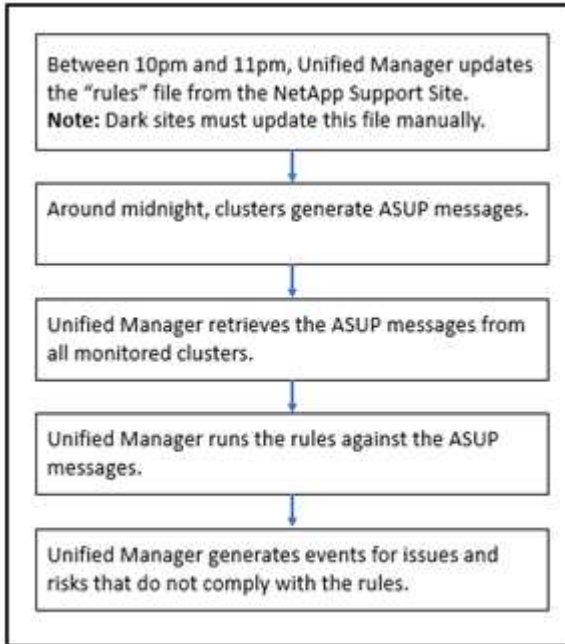 Between 10pm and 11pm, Unified Manager updates
the “rules” file from the NetApp Support Site.
Note: Dark sites must update this file manually.
Around midnight, clusters generate ASUP messages.
Unified Manager retrieves the ASUP messages from
all monitored clusters.
Unified Manager runs the rules against the ASUP
messages.
Unified Manager generates events for issues and
risks that do not comply with the rules.